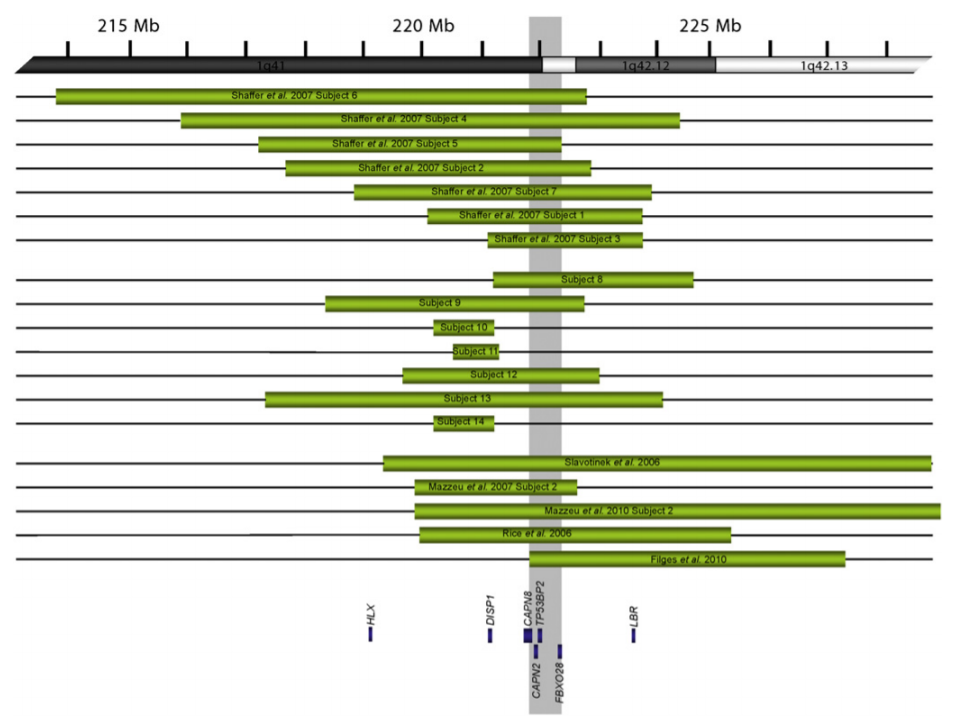 215 Mb 220 Mb 225 Mb
1q41 1q42.12 1q42.13
Shaffer et al. 2007 Subject 6
Shaffer et al. 2007 Subject 4
Shaffer et al. 2007 Subject 5
Shaffer et al. 2007 Subject 2
Shaffer et al. 2007 Subject 7
Shaffer et al. 2007 Subject 1
Shaffer et al. 2007 Subject 3
Subject 8
Subject 9
Subject 10
Subject 11
Subject 12
Subject 13
Subject 14
Slavotinek et al. 2006
Mazzeu et al. 2007 Subject 2
Mazzeu et al. 2010 Subject 2
Rice et al. 2006
Filges et al. 2010
HLX
DISP1
CAPN8
TP53BP2
LBR
CAPN2
FBXO28